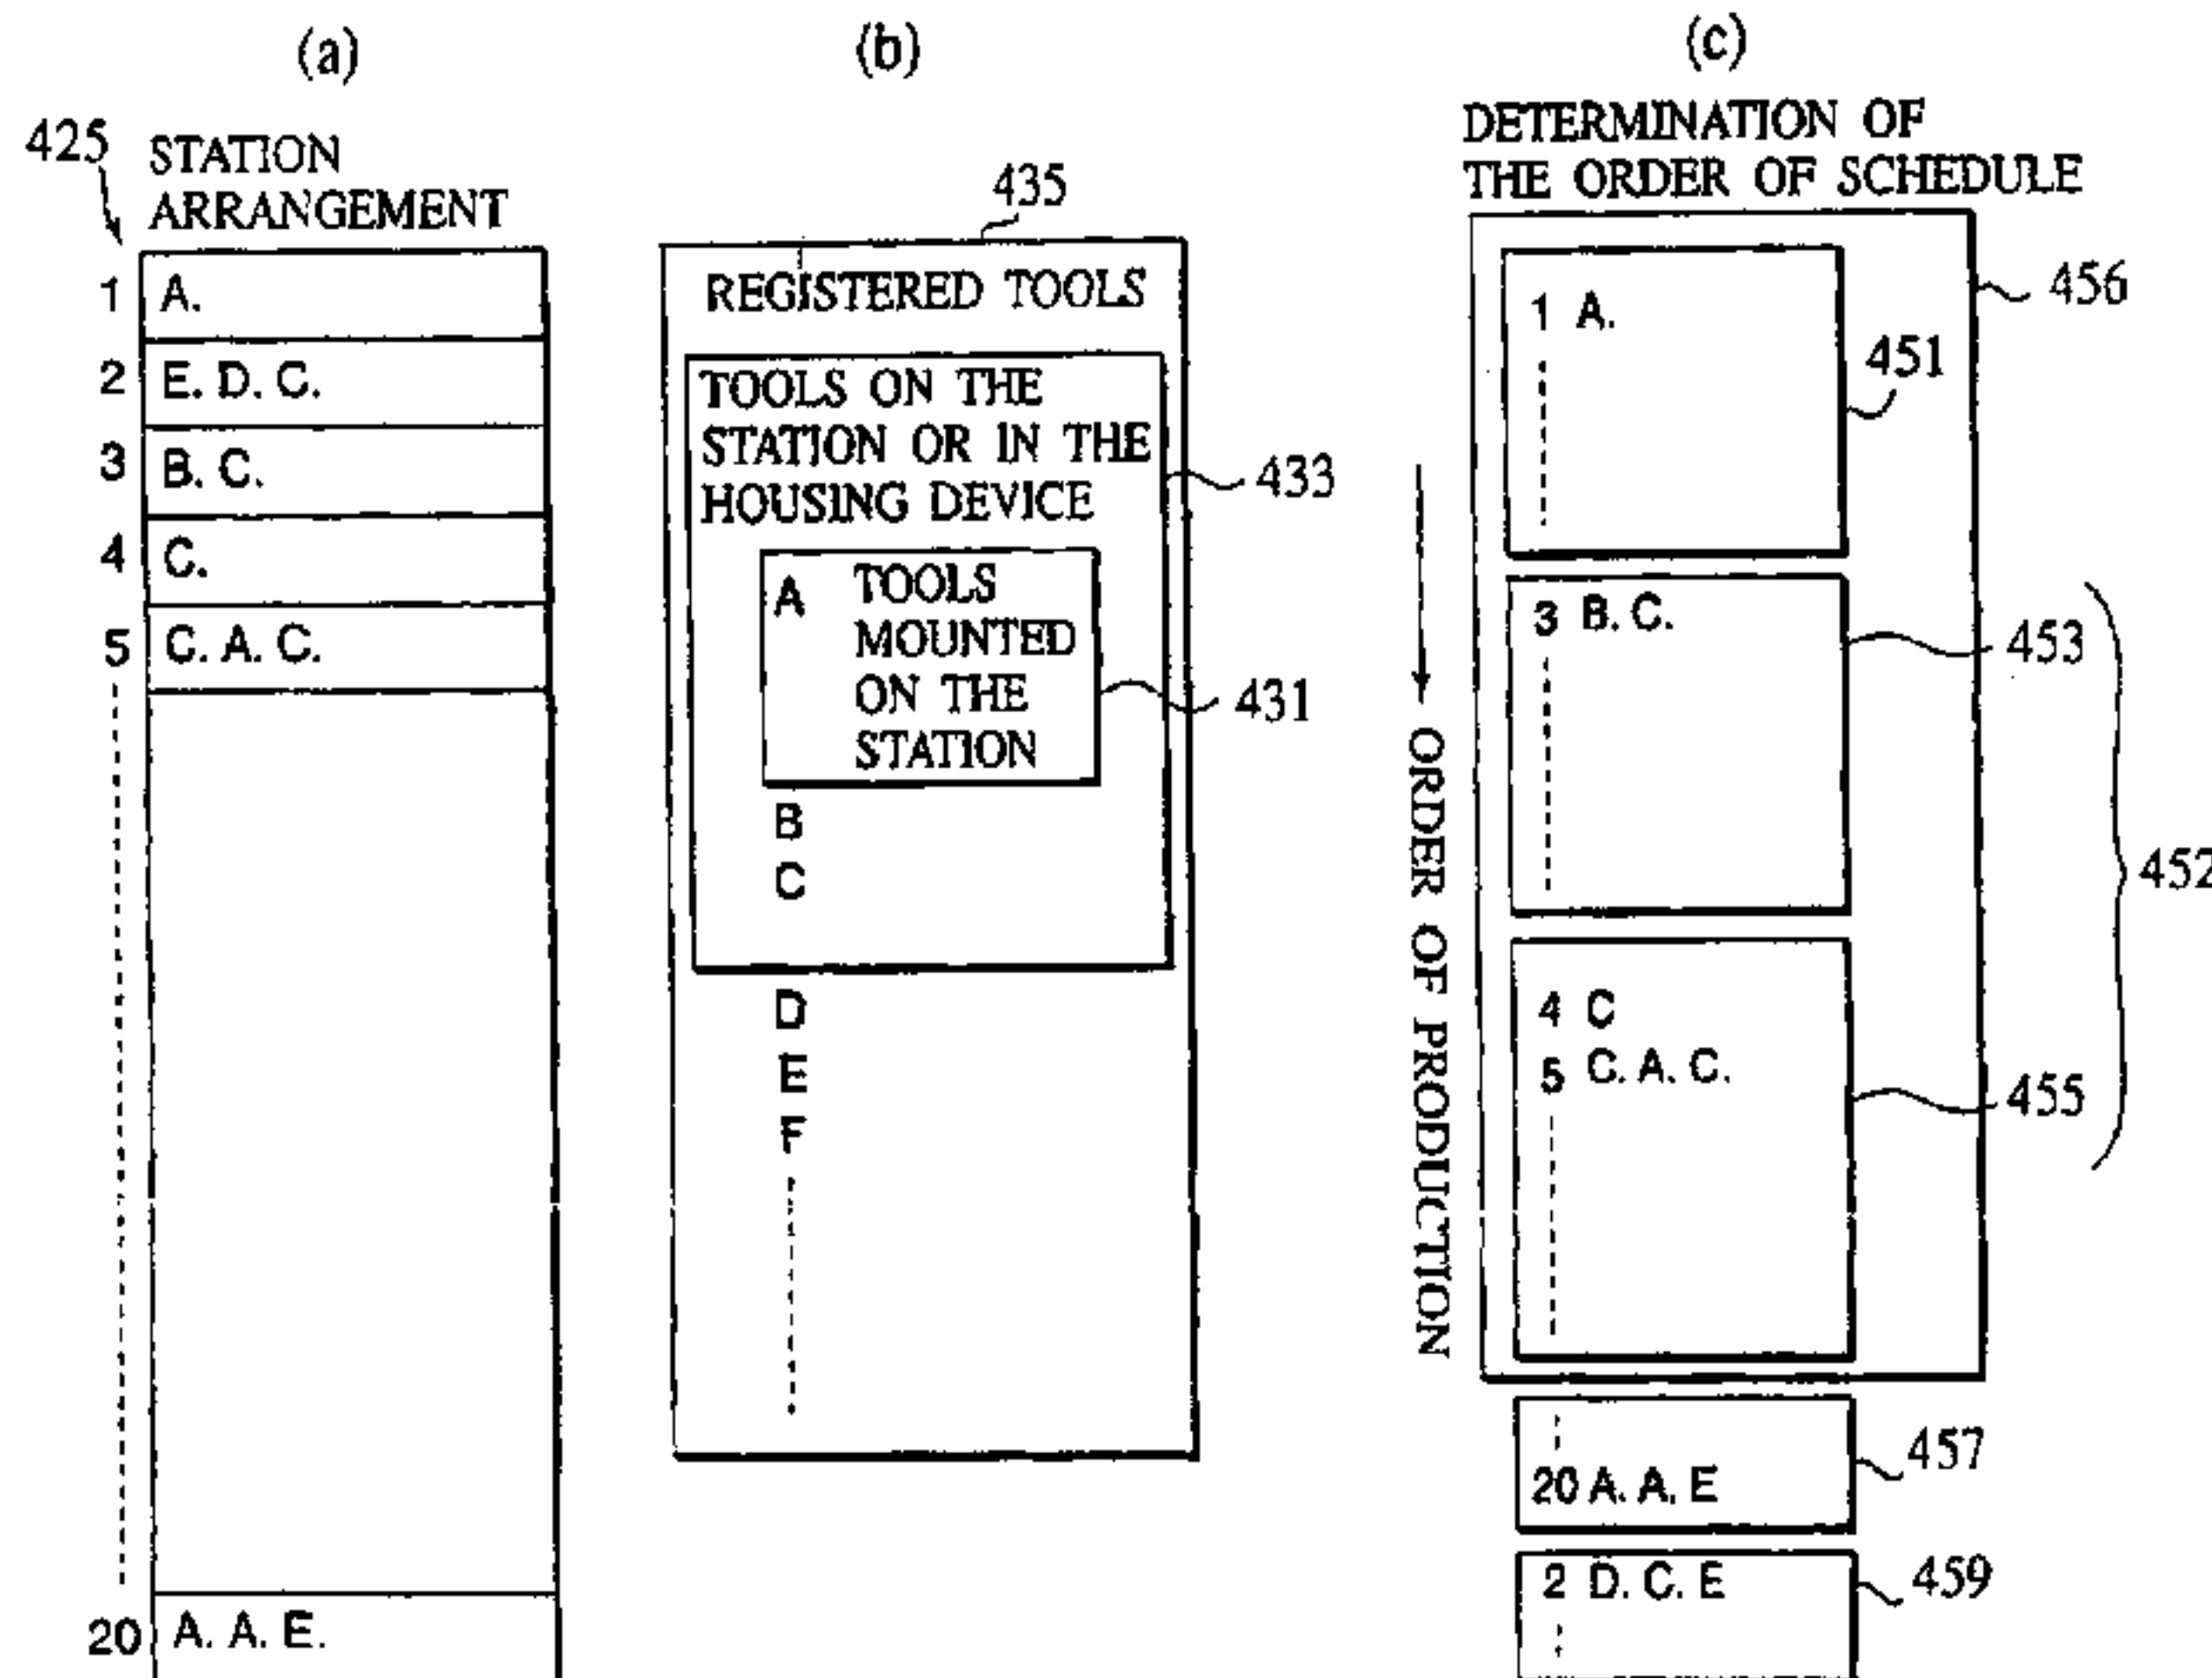 (a)
425
STATION
ARRANGEMENT
1 A.
2 E. D. C.
3 B. C.
4 C.
5 C. A. C.
20 A. A. E.
(b)
435
REGISTERED TOOLS
TOOLS ON THE
STATION OR IN THE
HOUSING DEVICE
433
A TOOLS
MOUNTED
ON THE
STATION
431
B
C
D
E
F
(c)
DETERMINATION OF
THE ORDER OF SCHEDULE
456
1 A.
451
3 B. C.
453
452
4 C
5 C. A. C.
455
ORDER OF PRODUCTION
20 A. A. E
457
2 D. C. E
459